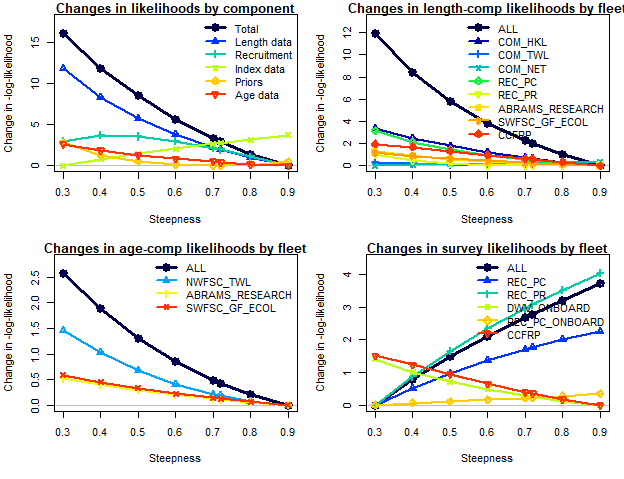 Changes in likelihoods by component
Change in -log-likelihood
0
5
10
15
Total
Length data
Recruitment
Index data
Priors
Age data
0.3 0.4 0.5 0.6 0.7 0.8 0.9
Steepness
Changes in length-comp likelihoods by fleet
Change in -log-likelihood
0
2
4
6
8
10
12
ALL
COM_HKL
COM_TWL
COM_NET
REC_PC
REC_PR
ABRAMS_RESEARCH
SWFSC_GF_ECOL
CCFRP
0.3 0.4 0.5 0.6 0.7 0.8 0.9
Steepness
Changes in age-comp likelihoods by fleet
Change in -log-likelihood
0.0
0.5
1.0
1.5
2.0
2.5
ALL
NWFSC_TWL
ABRAMS_RESEARCH
SWFSC_GF_ECOL
0.3 0.4 0.5 0.6 0.7 0.8 0.9
Steepness
Changes in survey likelihoods by fleet
Change in -log-likelihood
0
1
2
3
4
ALL
REC_PC
REC_PR
DWM_ONBOARD
REC_PC_ONBOARD
CCFRP
0.3 0.4 0.5 0.6 0.7 0.8 0.9
Steepness